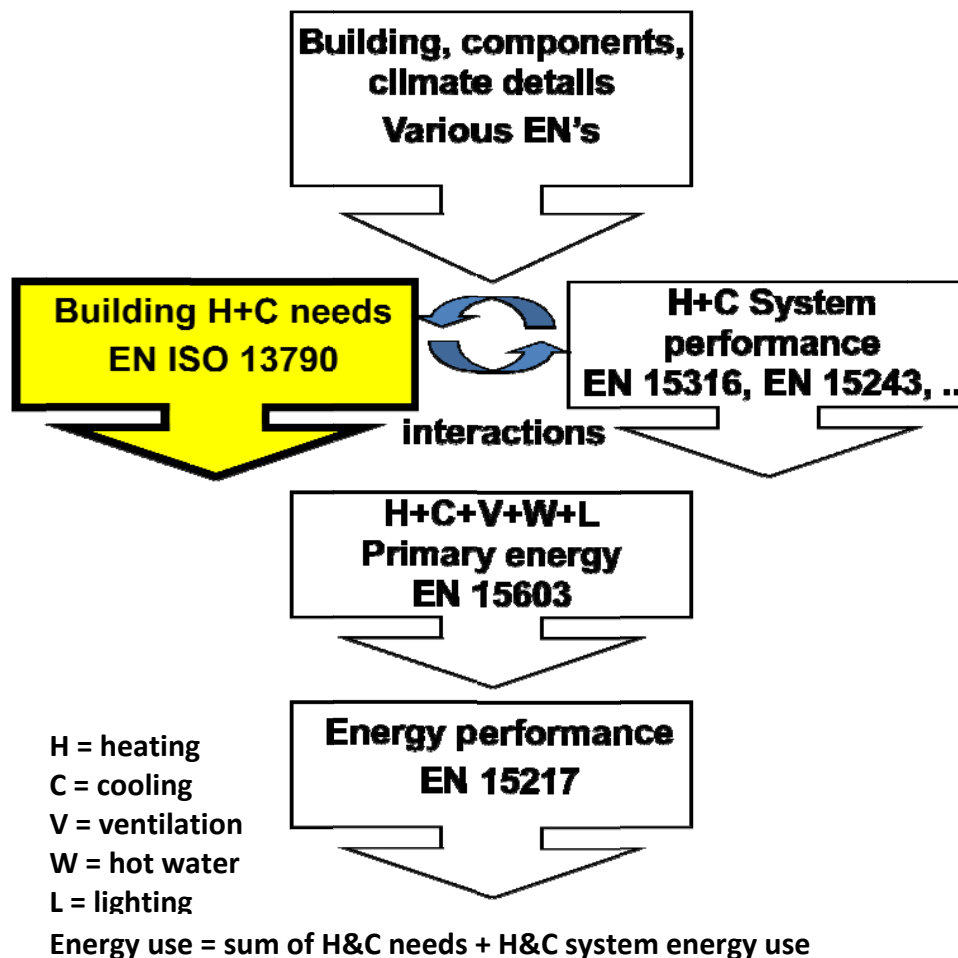 Building, components,
climate details
Various EN's
Building H+C needs
EN ISO 13790
H+C System
performance
EN 15316, EN 15243, ..
interactions
H+C+V+W+L
Primary energy
EN 15603
Energy performance
EN 15217
H = heating
C = cooling
V = ventilation
W = hot water
L = lighting
Energy use = sum of H&C needs + H&C system energy use